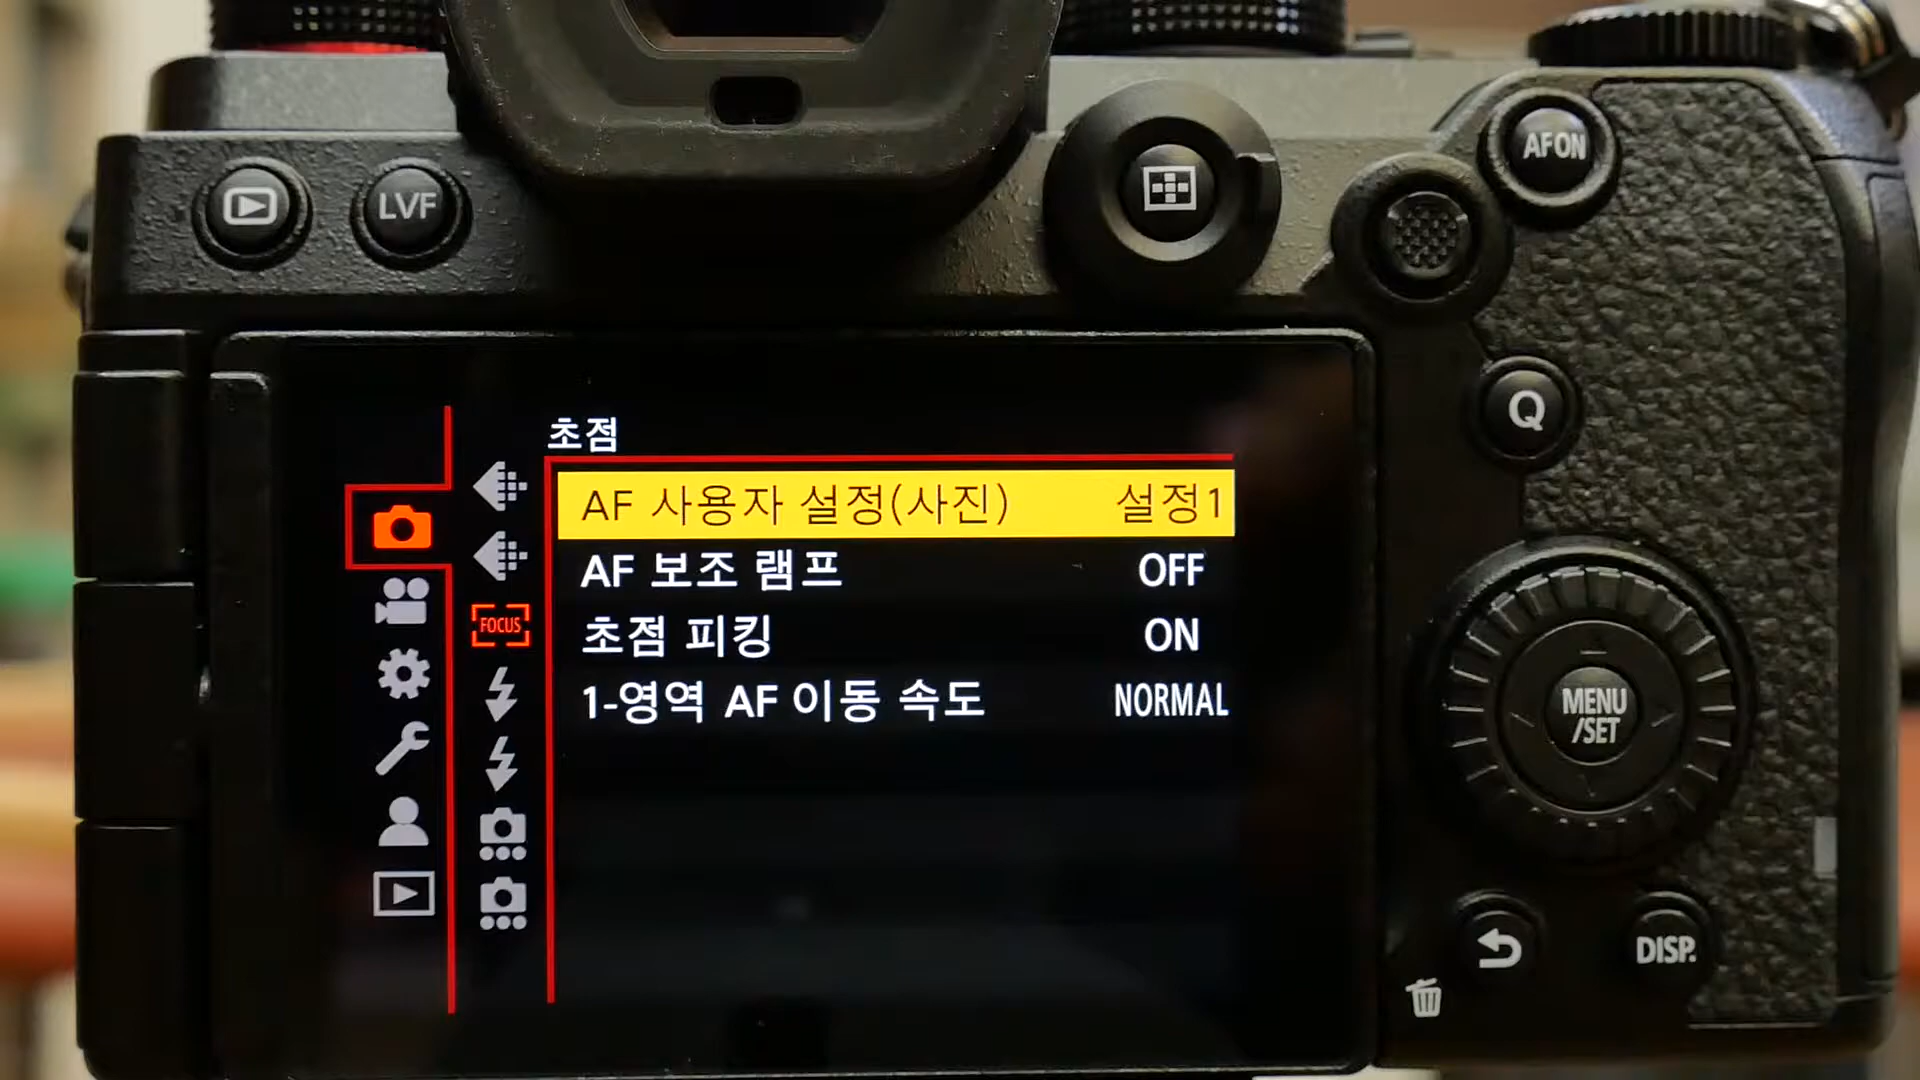 AF ON
LVF
Q
초점
AF 사용자 설정(사진) 설정1
AF 보조 램프 OFF
초점 피킹 ON
1-영역 AF 이동 속도 NORMAL
FOCUS
MENU
/SET
DISP.